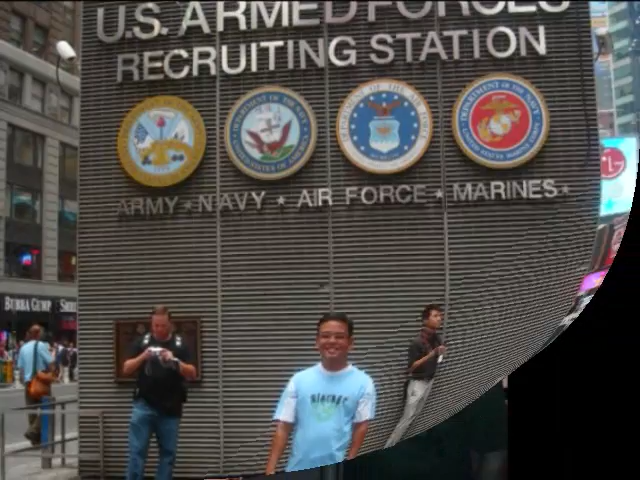 U.S. ARMED FORCES
RECRUITING STATION
ARMY ★ NAVY ★ AIR FORCE ★ MARINES ★
LG
BUBBA GUMP